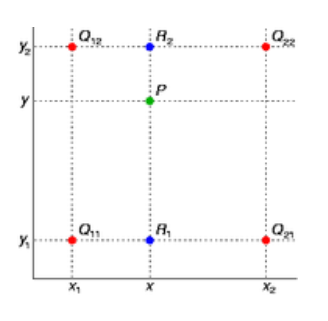 y₂ Q₁₂ R₂ Q₂₂
y P
y₁ Q₁₁ R₁ Q₂₁
x₁ x x₂